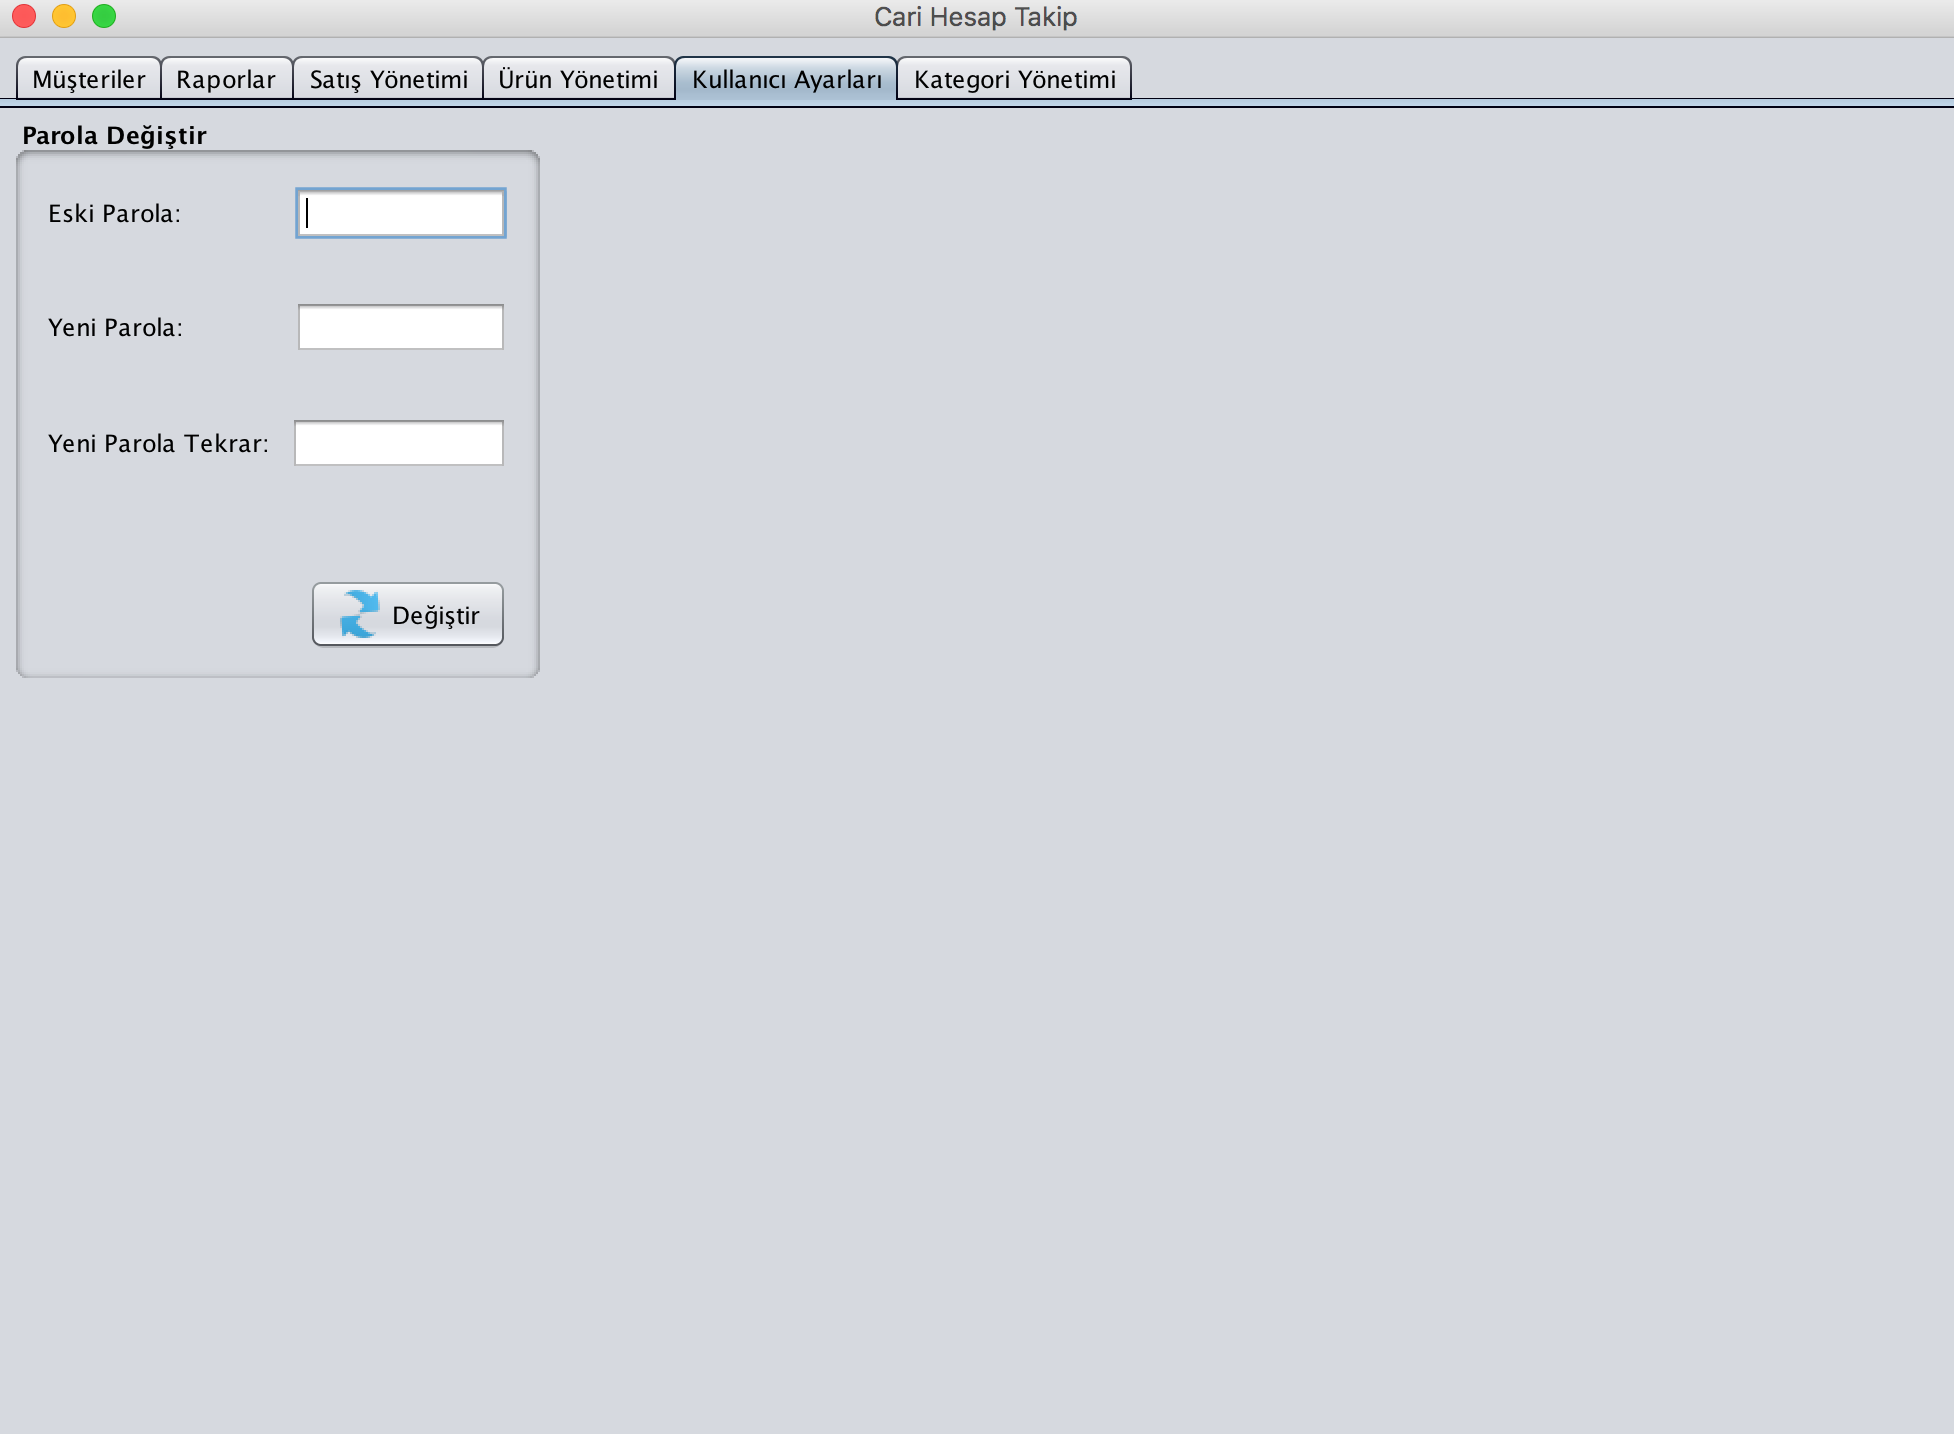 Cari Hesap Takip
Müşteriler Raporlar Satış Yönetimi Ürün Yönetimi Kullanıcı Ayarları Kategori Yönetimi
Parola Değiştir
Eski Parola:
Yeni Parola:
Yeni Parola Tekrar:
Değiştir